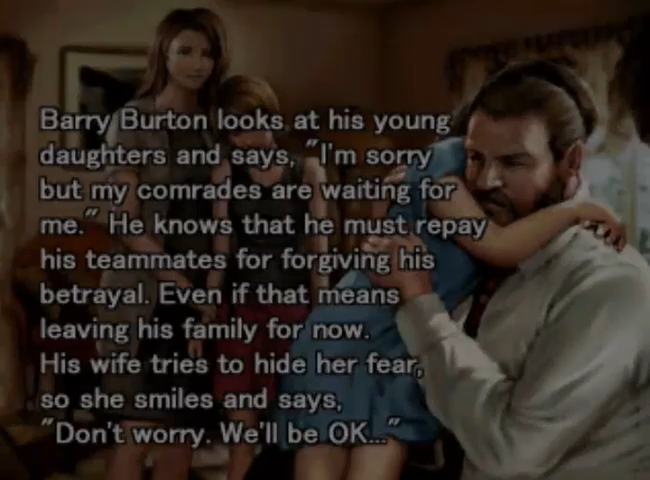 Barry Burton looks at his young
daughters and says, "I'm sorry
but my comrades are waiting for
me." He knows that he must repay
his teammates for forgiving his
betrayal. Even if that means
leaving his family for now.
His wife tries to hide her fear,
so she smiles and says,
"Don't worry. We'll be OK..."